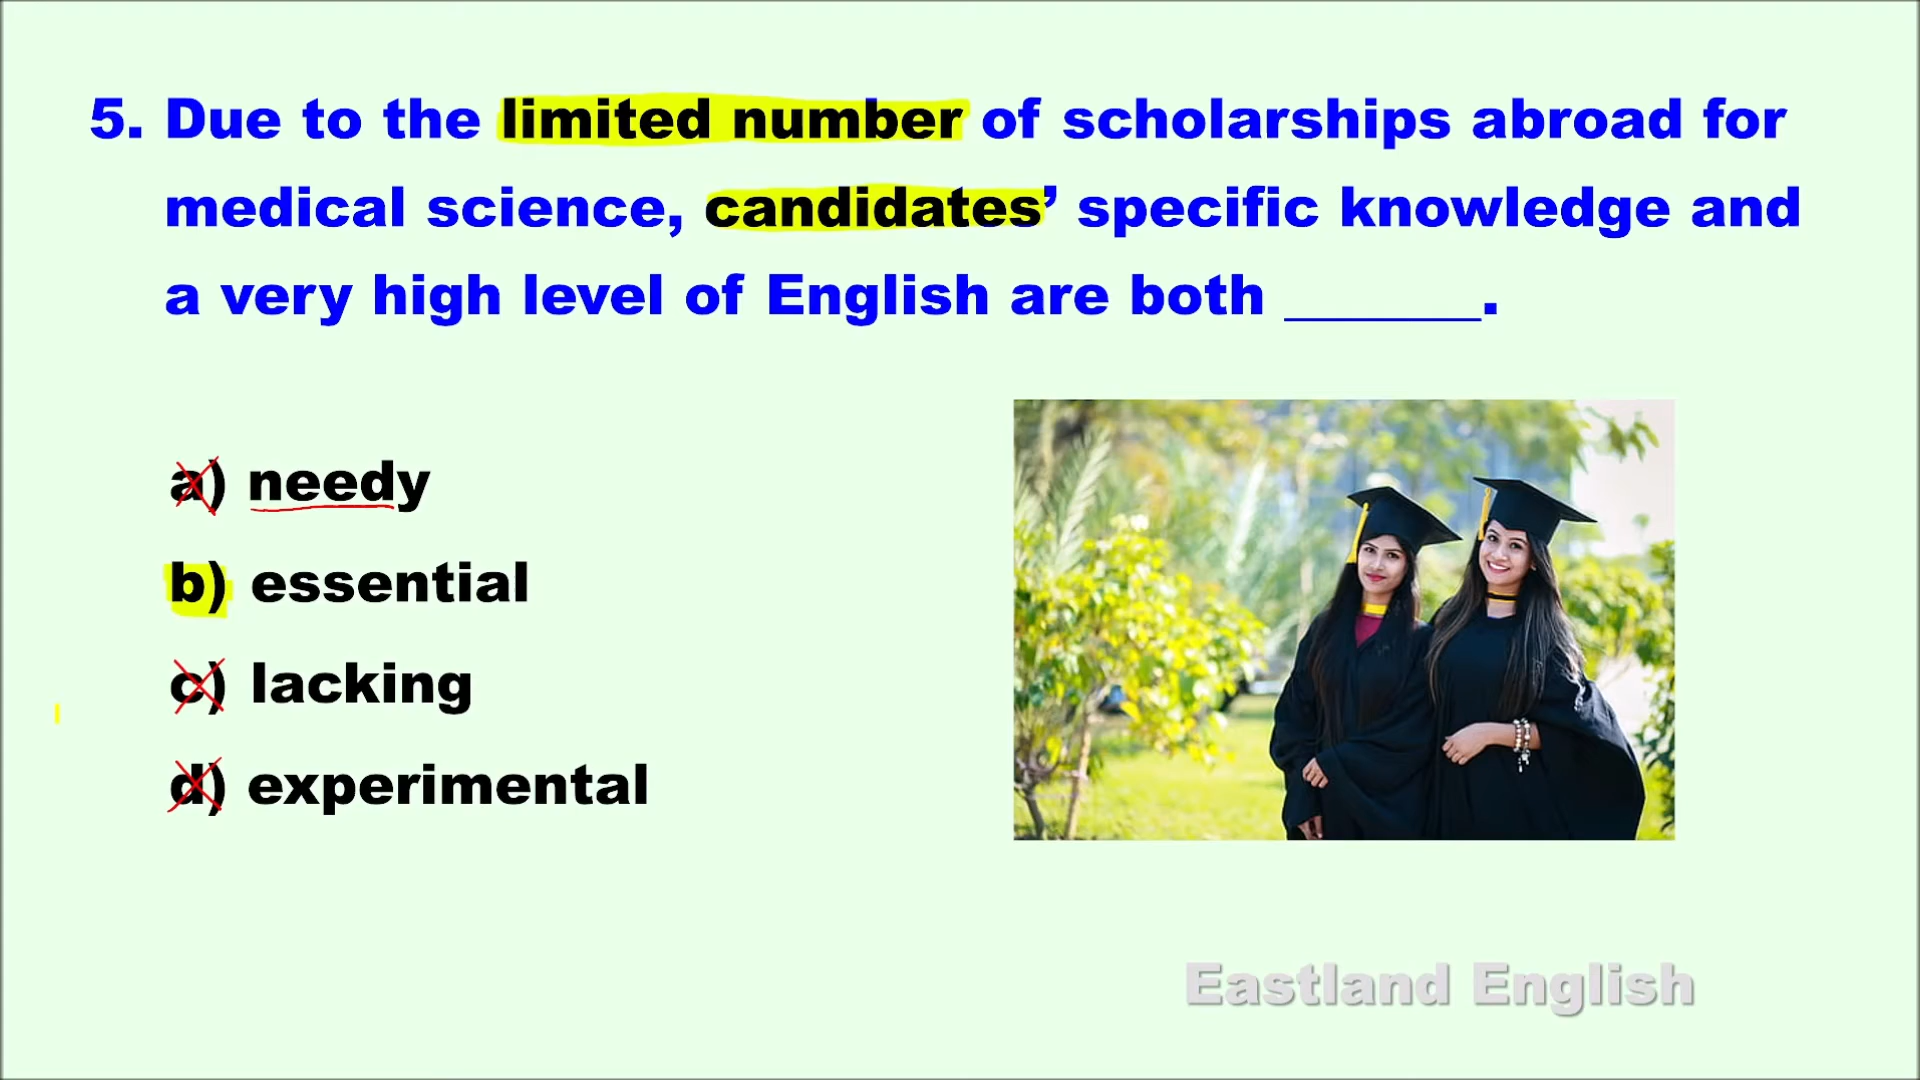 5. Due to the limited number of scholarships abroad for
medical science, candidates’ specific knowledge and
a very high level of English are both _______.
a) needy
b) essential
c) lacking
d) experimental
Eastland English